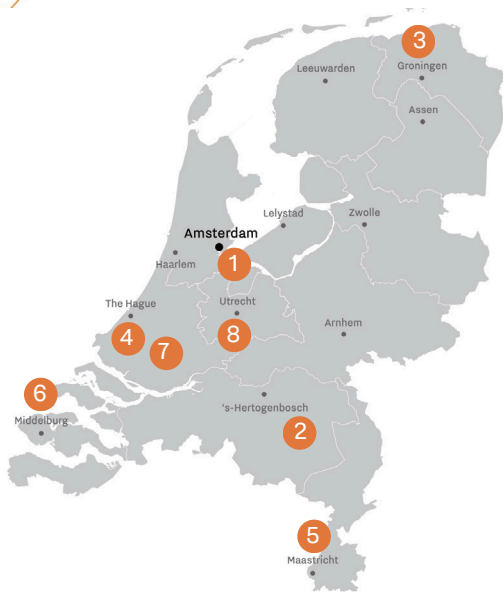 3
Leeuwarden
Groningen
Assen
Lelystad
Zwolle
Amsterdam
Haarlem
1
The Hague
Utrecht
Arnhem
4
7
8
6
's-Hertogenbosch
Middelburg
2
5
Maastricht